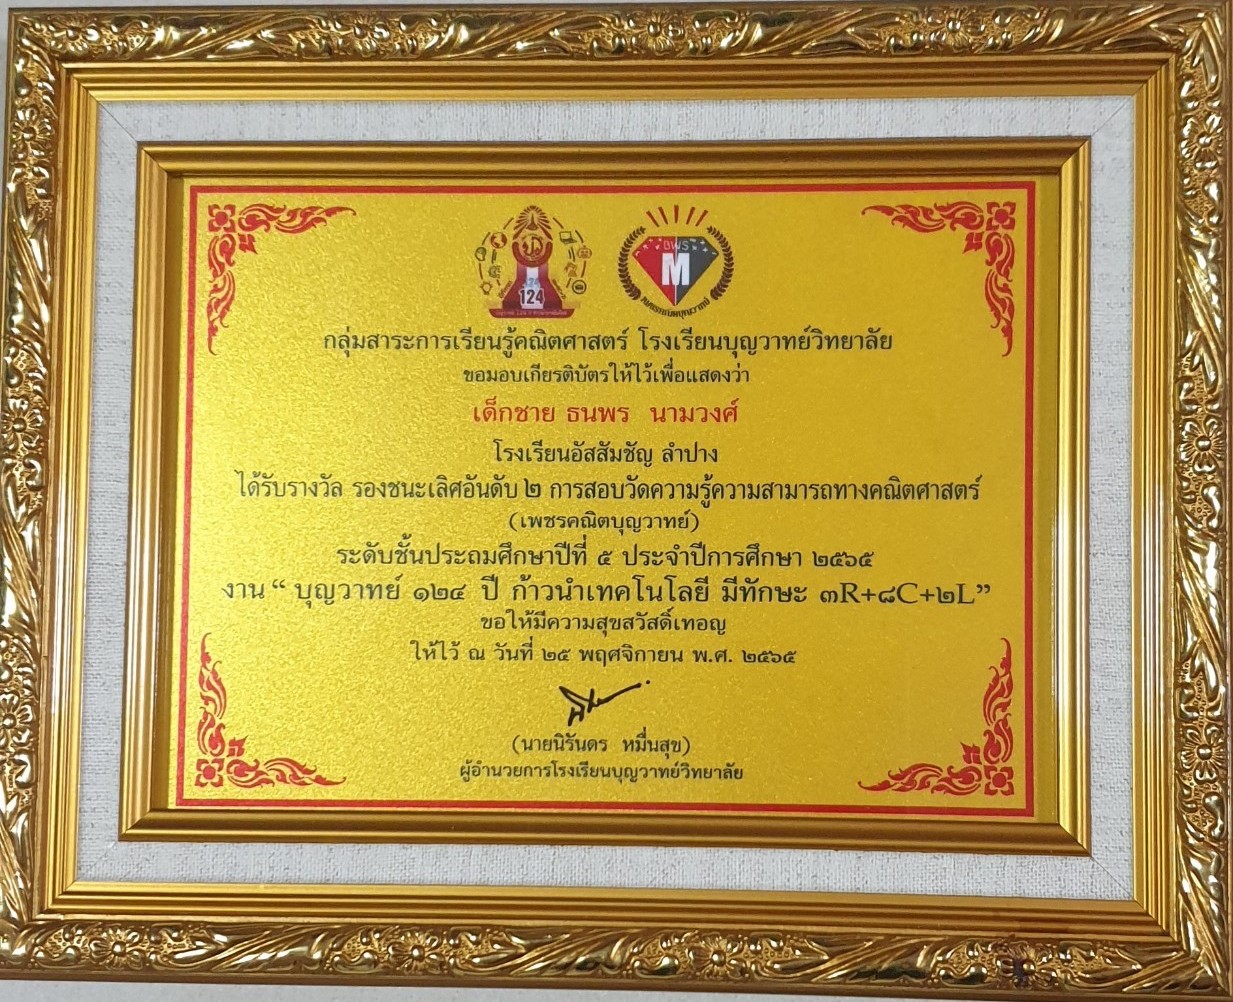 124
BWS
M
กลุ่มสาระการเรียนรู้คณิตศาสตร์ โรงเรียนบุญวาทย์วิทยาลัย
ขอมอบเกียรติบัตรให้ไว้เพื่อแสดงว่า
เด็กชาย ธนพร นามวงศ์
โรงเรียนอัสสัมชัญ ลำปาง
ได้รับรางวัล รองชนะเลิศอันดับ ๒ การสอบวัดความรู้ความสามารถทางคณิตศาสตร์
(เพชรคณิตบุญวาทย์)
ระดับชั้นประถมศึกษาปีที่ ๕ ประจำปีการศึกษา ๒๕๖๕
งาน “ บุญวาทย์ ๑๒๔ ปี ก้าวนำเทคโนโลยี มีทักษะ ๓R+๘C+๒L”
ขอให้มีความสุขสวัสดิ์เทอญ
ให้ไว้ ณ วันที่ ๒๕ พฤศจิกายน พ.ศ. ๒๕๖๕
(นายนิรันดร หมื่นสุข)
ผู้อำนวยการโรงเรียนบุญวาทย์วิทยาลัย